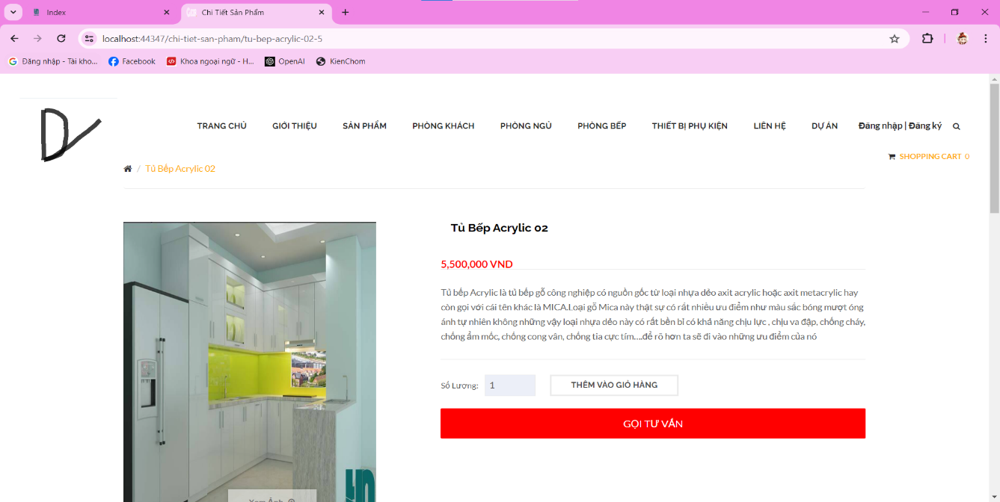 Index
Chi Tiết Sản Phẩm
localhost:44347/chi-tiet-san-pham/tu-bep-acrylic-02-5
Đăng nhập - Tài kho...
Facebook
Khoa ngoại ngữ - H...
OpenAI
KienChom
TRANG CHỦ
GIỚI THIỆU
SẢN PHẨM
PHÒNG KHÁCH
PHÒNG NGỦ
PHÒNG BẾP
THIẾT BỊ PHỤ KIỆN
LIÊN HỆ
DỰ ÁN
Đăng nhập | Đăng ký
SHOPPING CART 0
/ Tủ Bếp Acrylic 02
Tủ Bếp Acrylic 02
5,500,000 VND
Tủ bếp Acrylic là tủ bếp gỗ công nghiệp có nguồn gốc từ loại nhựa dẻo axit acrylic hoặc axit metacrylic hay
còn gọi với cái tên khác là MICA.Loại gỗ Mica này thật sự có rất nhiều ưu điểm như màu sắc bóng mượt óng
ánh tự nhiên không những vậy loại nhựa dẻo này có rất bền bỉ có khả năng chịu lực , chịu va đập, chống cháy,
chống ẩm mốc, chống cong vân, chống tia cực tím….để rõ hơn ta sẽ đi vào những ưu điểm của nó
Số Lượng: 1
THÊM VÀO GIỎ HÀNG
GỌI TƯ VẤN
Xem Ảnh